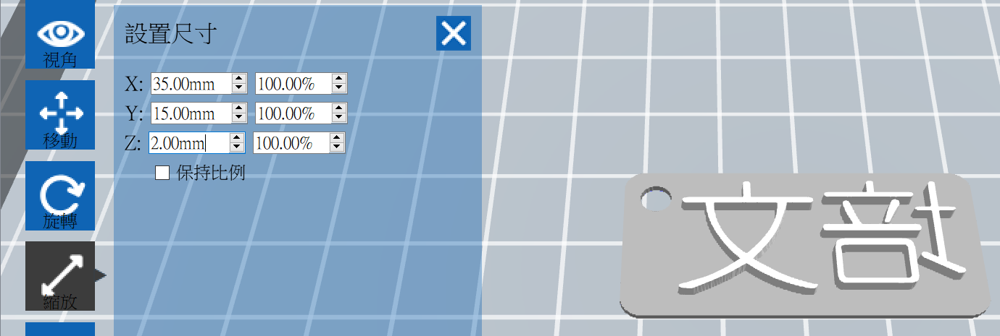 視角
移動
旋轉
縮放
設置尺寸
X: 35.00mm 100.00%
Y: 15.00mm 100.00%
Z: 2.00mm 100.00%
保持比例
文